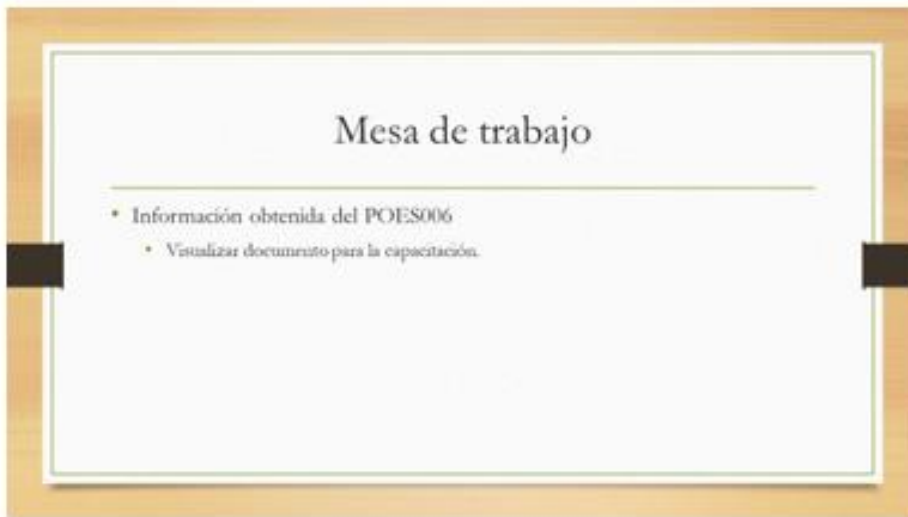 Mesa de trabajo
• Información obtenida del POES006
• Visualizar documento para la capacitación.